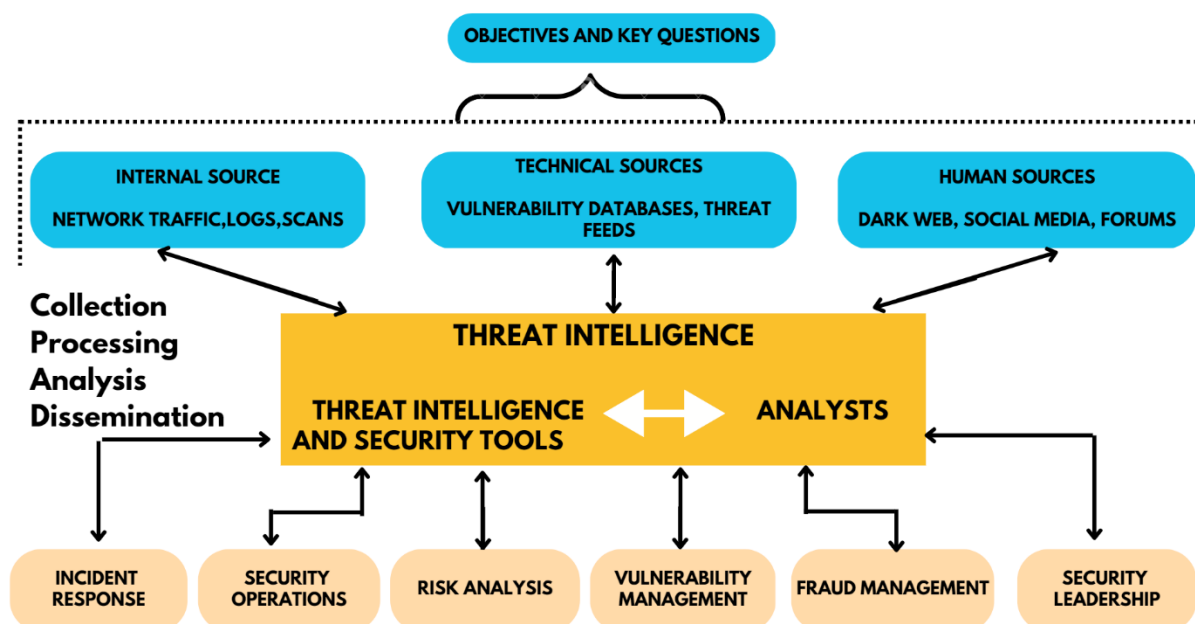 OBJECTIVES AND KEY QUESTIONS
INTERNAL SOURCE
NETWORK TRAFFIC,LOGS,SCANS
TECHNICAL SOURCES
VULNERABILITY DATABASES, THREAT
FEEDS
HUMAN SOURCES
DARK WEB, SOCIAL MEDIA, FORUMS
Collection
Processing
Analysis
Dissemination
THREAT INTELLIGENCE
THREAT INTELLIGENCE
AND SECURITY TOOLS
ANALYSTS
INCIDENT
RESPONSE
SECURITY
OPERATIONS
RISK ANALYSIS
VULNERABILITY
MANAGEMENT
FRAUD MANAGEMENT
SECURITY
LEADERSHIP